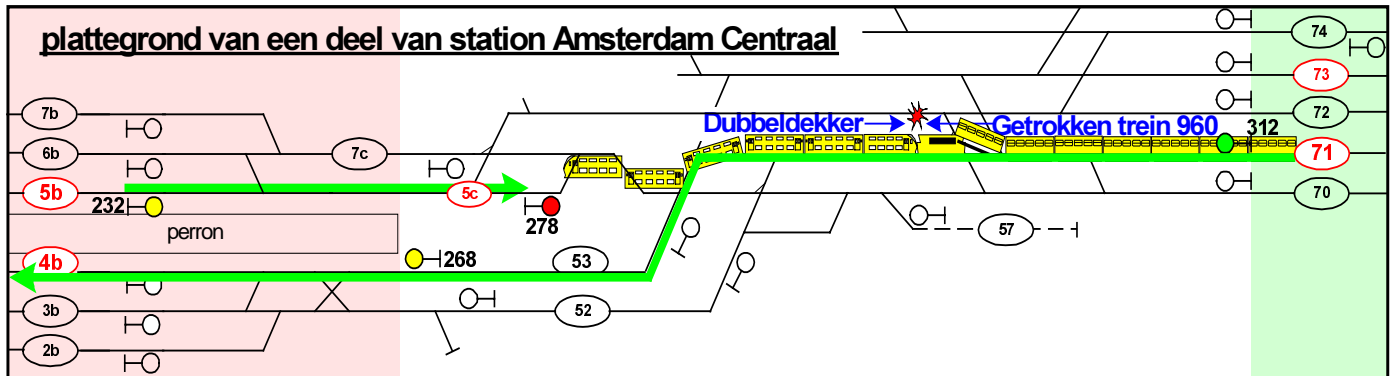 plattegrond van een deel van station Amsterdam Centraal
74
73
7b
72
Dubbeldekker
Getrokken trein 960
312
6b
7c
71
5b
5c
70
232
278
perron
57
4b
268
53
3b
52
2b